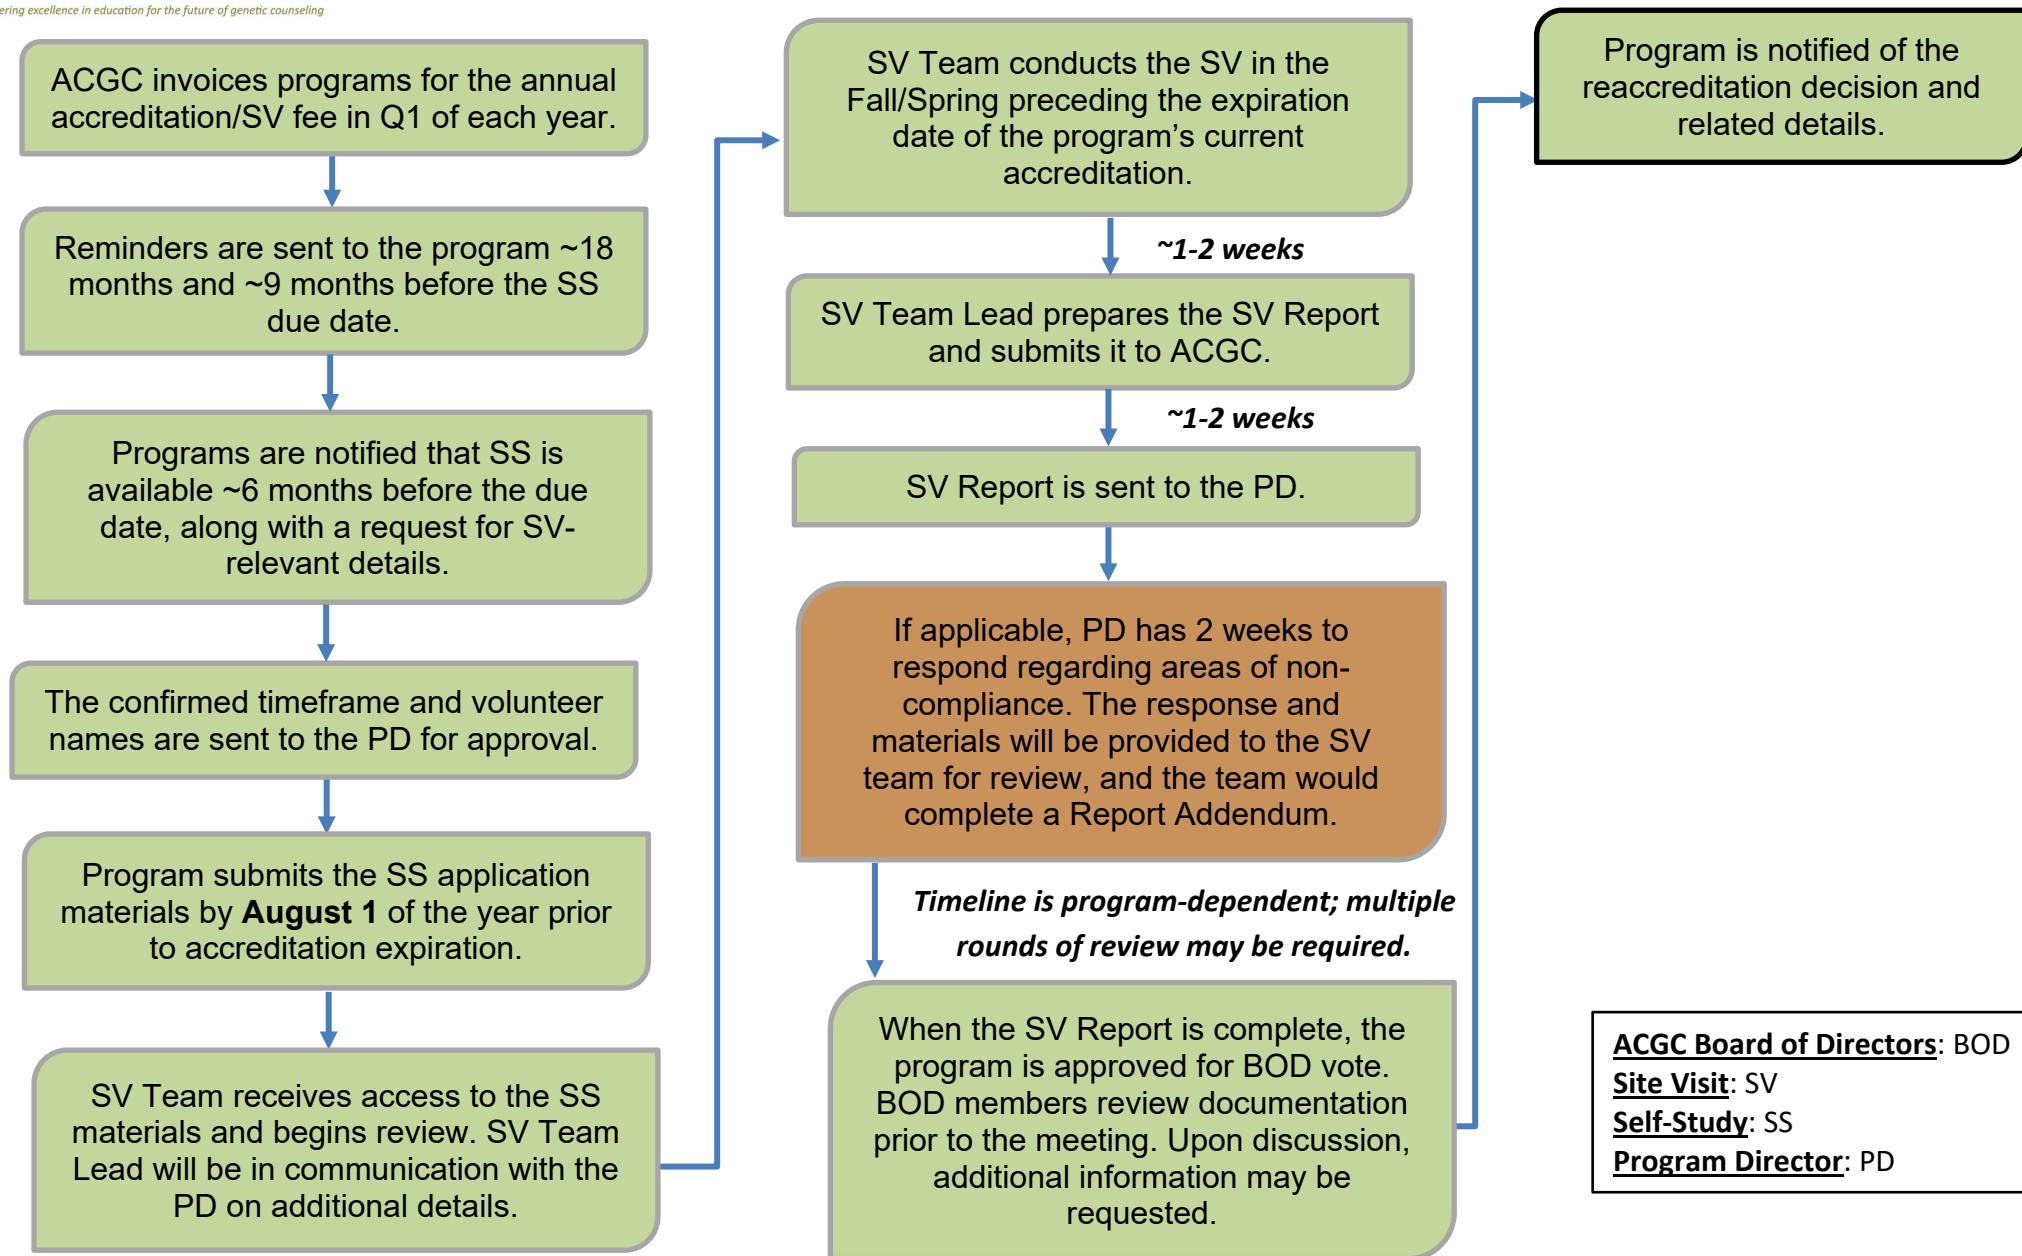 ering excellence in education for the future of genetic counseling
ACGC invoices programs for the annual
accreditation/SV fee in Q1 of each year.
Reminders are sent to the program ~18
months and ~9 months before the SS
due date.
Programs are notified that SS is
available ~6 months before the due
date, along with a request for SV-
relevant details.
The confirmed timeframe and volunteer
names are sent to the PD for approval.
Program submits the SS application
materials by August 1 of the year prior
to accreditation expiration.
SV Team receives access to the SS
materials and begins review. SV Team
Lead will be in communication with the
PD on additional details.
SV Team conducts the SV in the
Fall/Spring preceding the expiration
date of the program’s current
accreditation.
~1-2 weeks
SV Team Lead prepares the SV Report
and submits it to ACGC.
~1-2 weeks
SV Report is sent to the PD.
If applicable, PD has 2 weeks to
respond regarding areas of non-
compliance. The response and
materials will be provided to the SV
team for review, and the team would
complete a Report Addendum.
Timeline is program-dependent; multiple
rounds of review may be required.
When the SV Report is complete, the
program is approved for BOD vote.
BOD members review documentation
prior to the meeting. Upon discussion,
additional information may be
requested.
Program is notified of the
reaccreditation decision and
related details.
ACGC Board of Directors: BOD
Site Visit: SV
Self-Study: SS
Program Director: PD